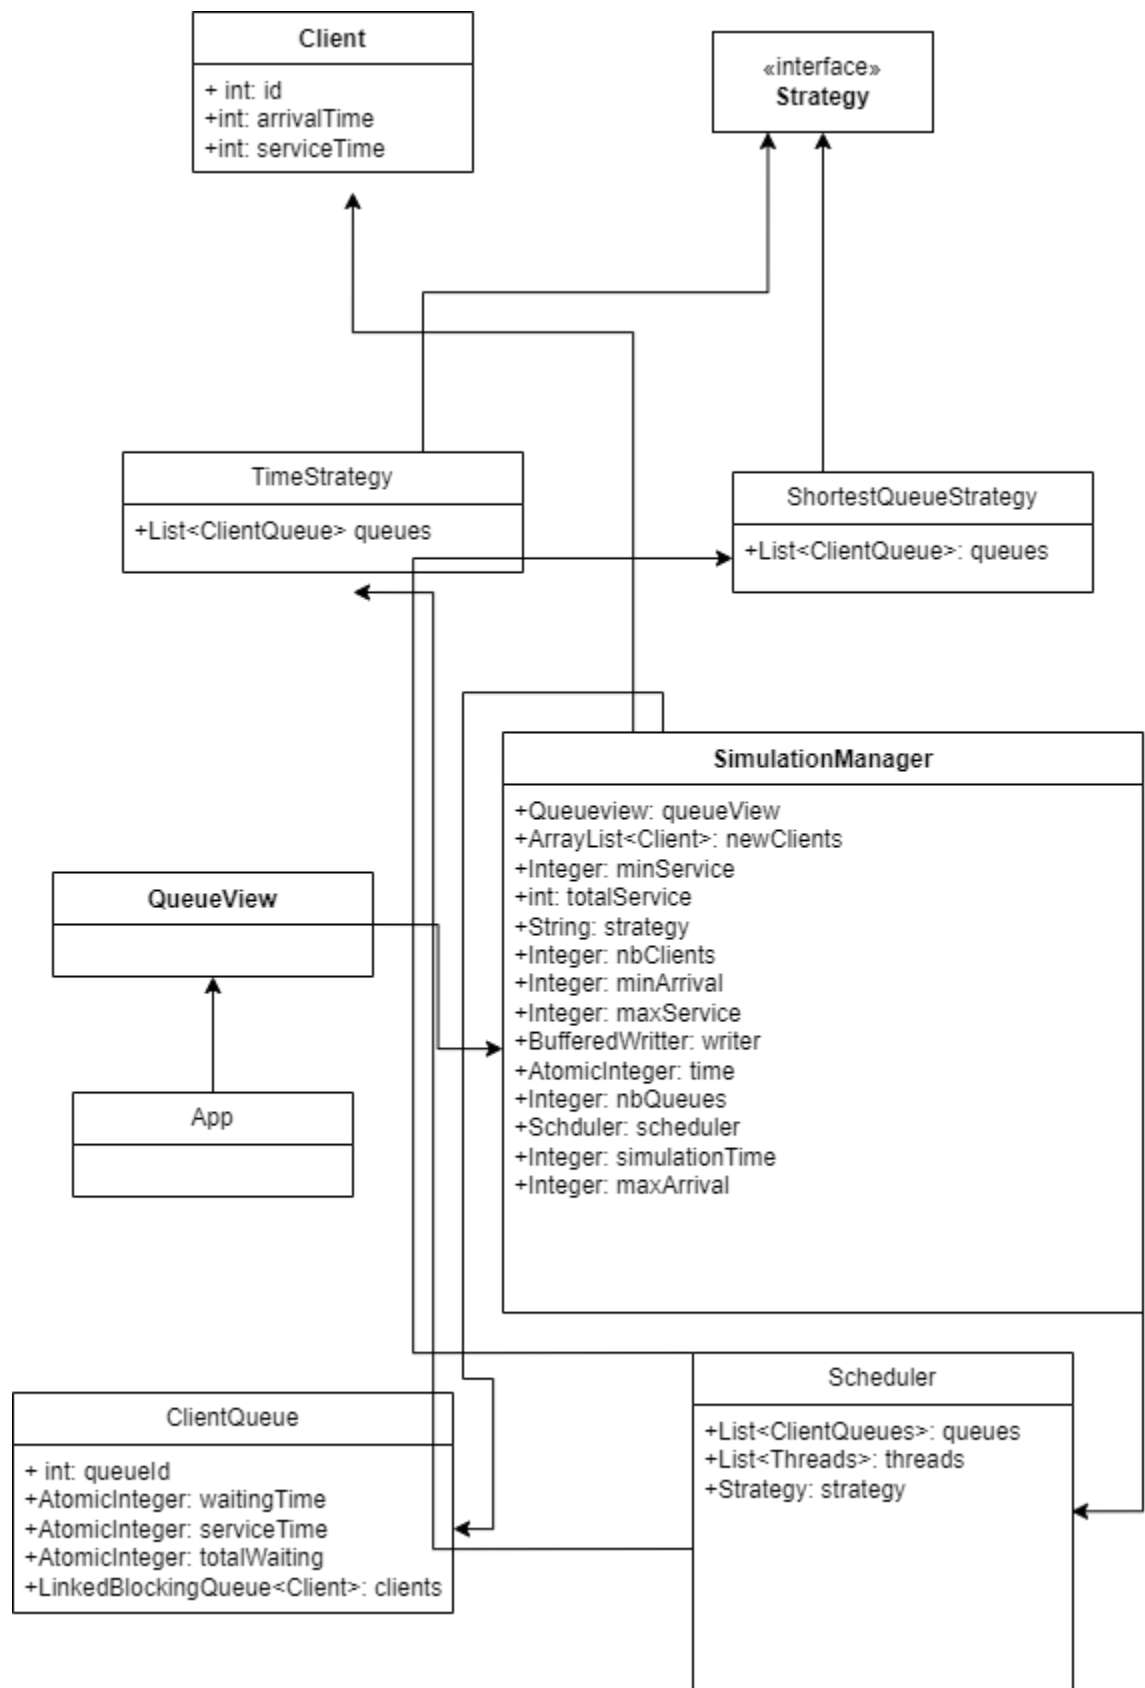 Client
+ int: id
+int: arrivalTime
+int: serviceTime
«interface»
Strategy
TimeStrategy
+List<ClientQueue> queues
ShortestQueueStrategy
+List<ClientQueue>: queues
SimulationManager
+Queueview: queueView
+ArrayList<Client>: newClients
+Integer: minService
+int: totalService
+String: strategy
+Integer: nbClients
+Integer: minArrival
+Integer: maxService
+BufferedWritter: writer
+AtomicInteger: time
+Integer: nbQueues
+Schduler: scheduler
+Integer: simulationTime
+Integer: maxArrival
QueueView
App
Scheduler
+List<ClientQueues>: queues
+List<Threads>: threads
+Strategy: strategy
ClientQueue
+ int: queueId
+AtomicInteger: waitingTime
+AtomicInteger: serviceTime
+AtomicInteger: totalWaiting
+LinkedBlockingQueue<Client>: clients